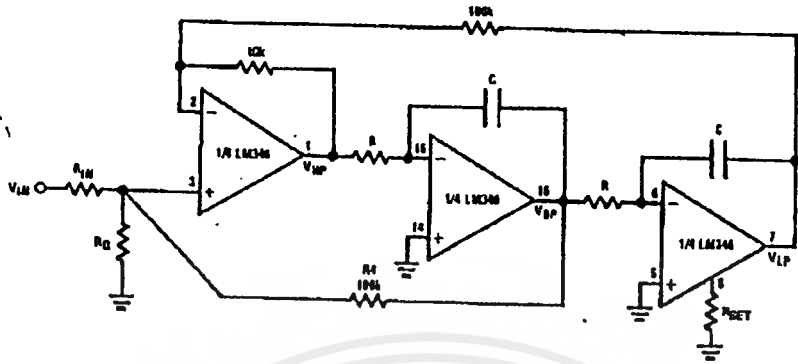 100k
10k
C
2
−
1/4 LM346
1
R
15
−
C
R_IN
V_IN
3
+
V_HP
1/4 LM346
16
R
6
−
R_Q
14
+
V_BP
1/4 LM346
7
V_LP
R4
100k
5
+
8
R_SET